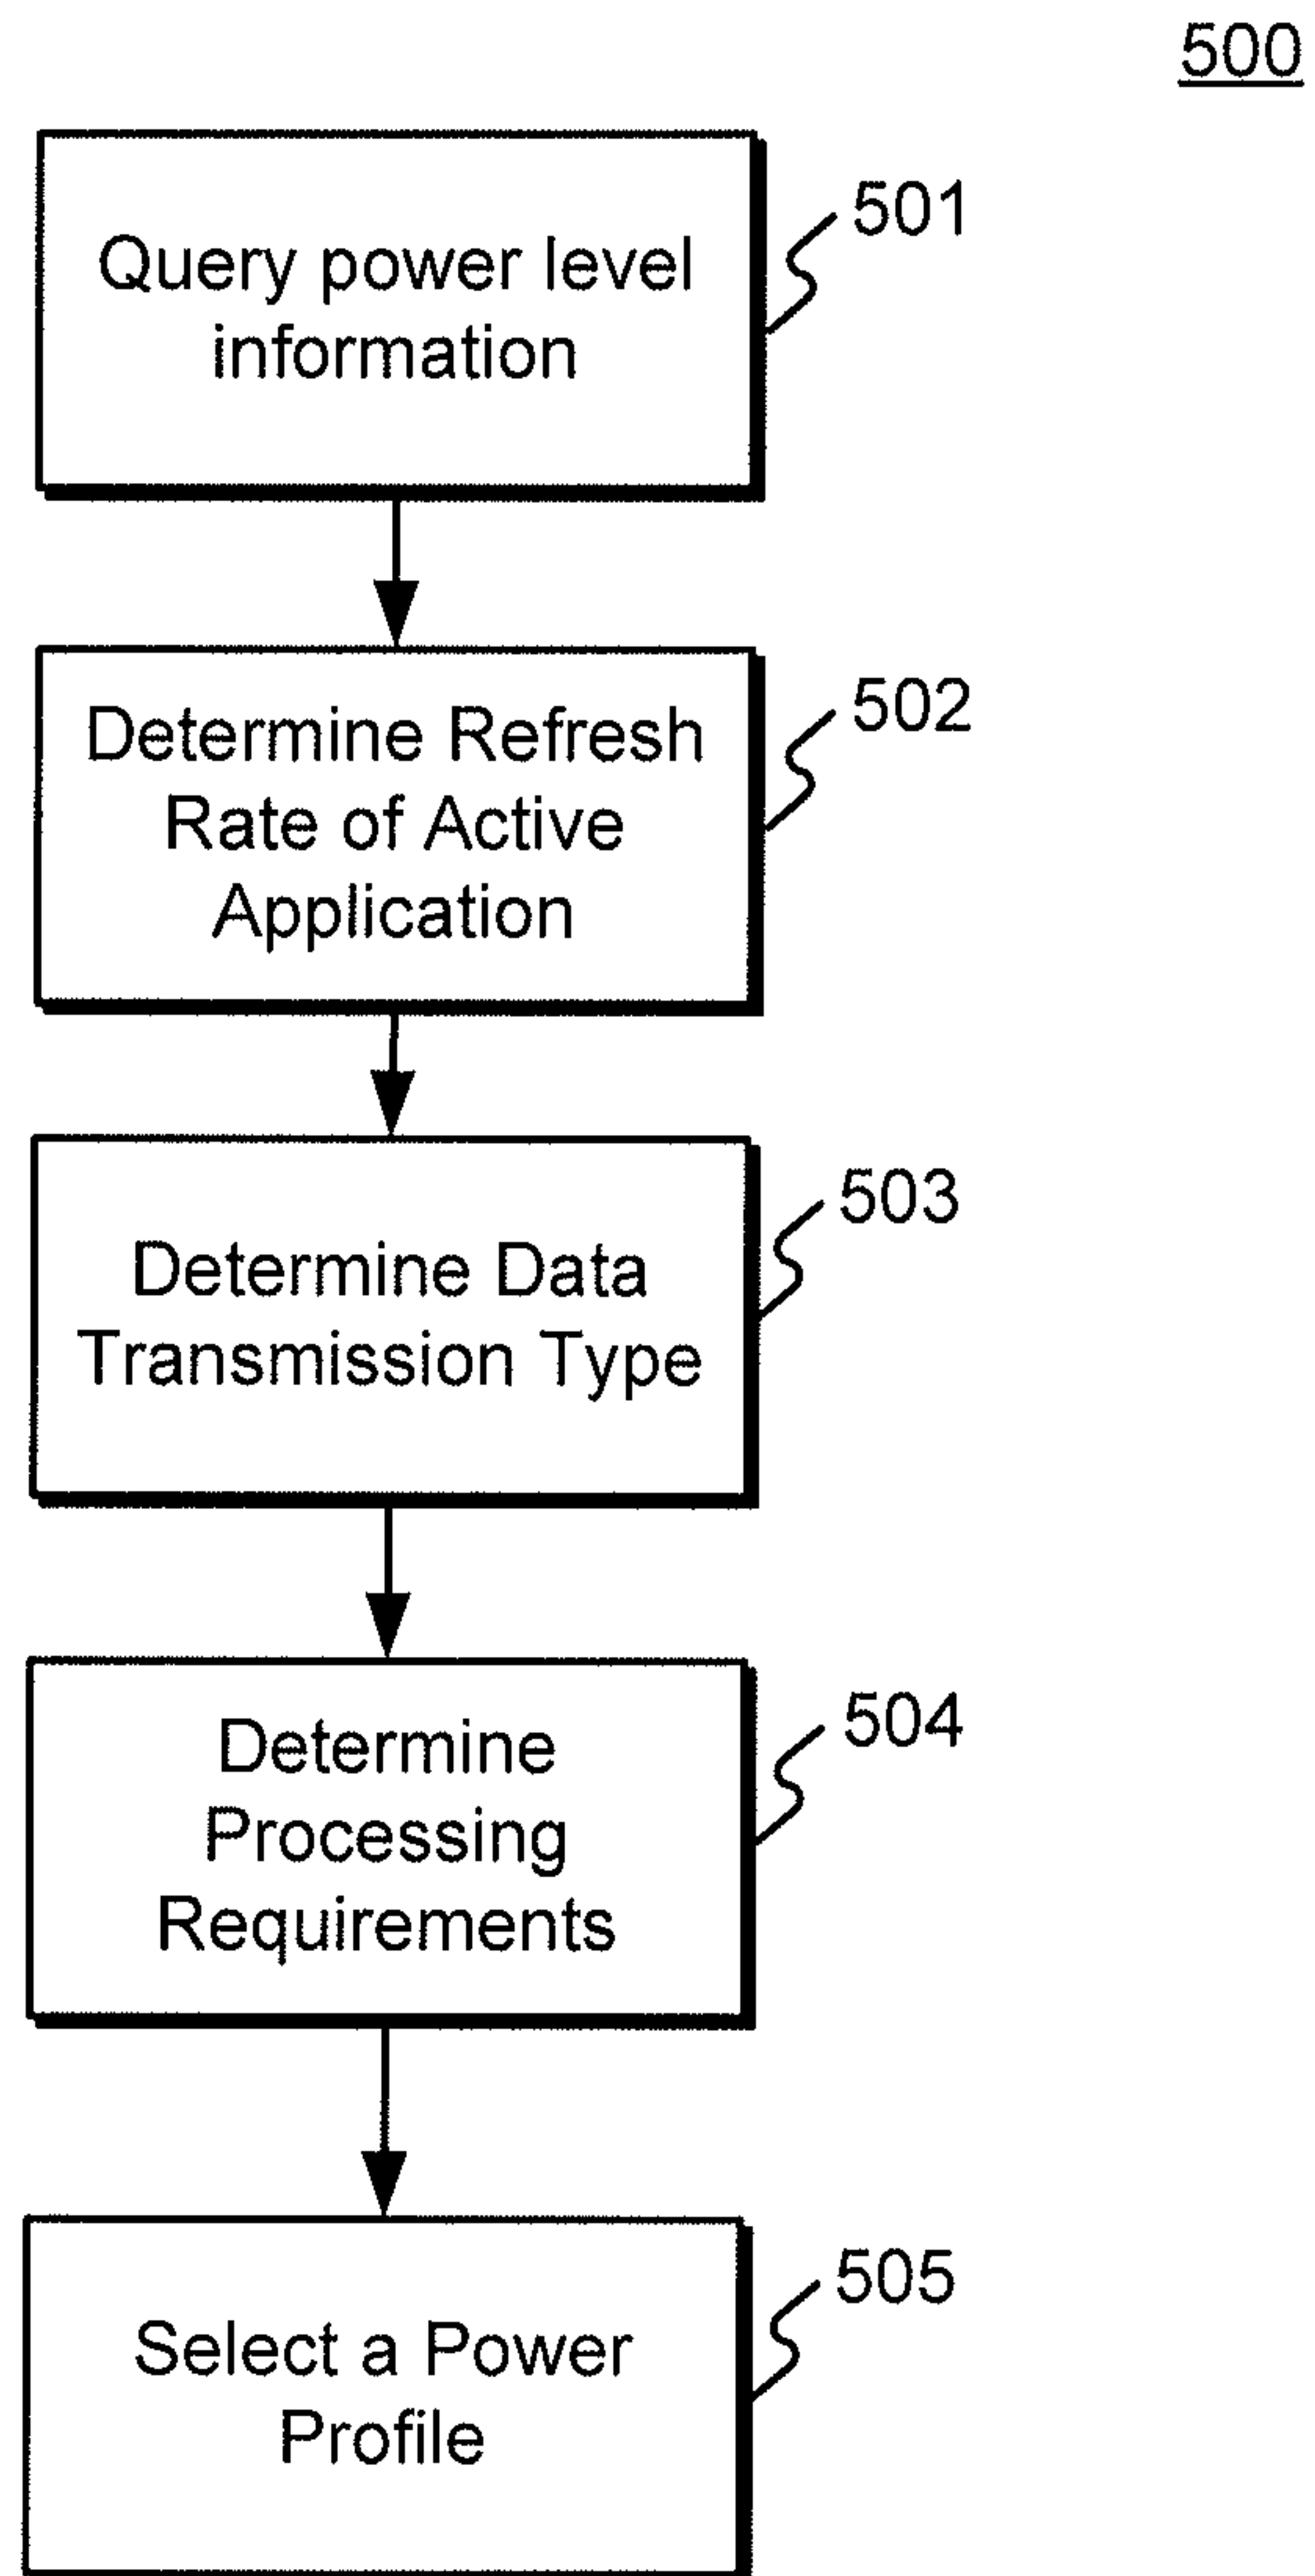 500
Query power level
information
501
Determine Refresh
Rate of Active
Application
502
Determine Data
Transmission Type
503
Determine
Processing
Requirements
504
Select a Power
Profile
505